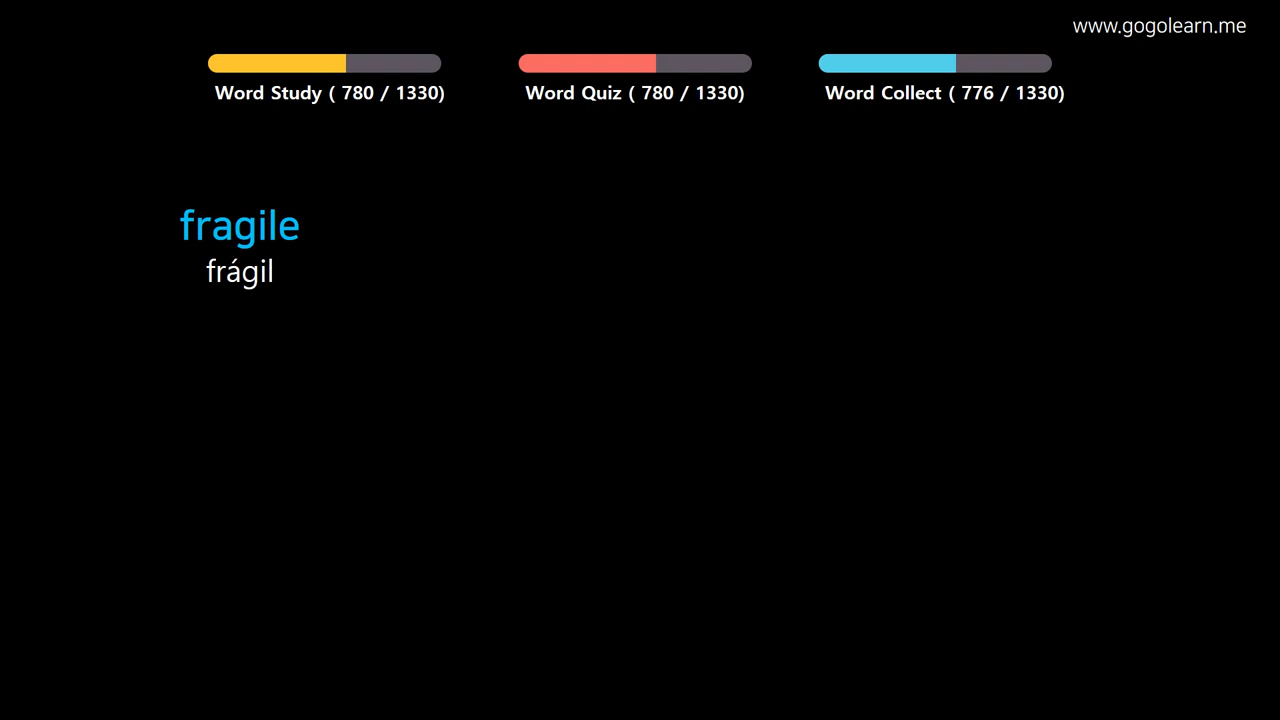 www.gogolearn.me
Word Study ( 780 / 1330)
Word Quiz ( 780 / 1330)
Word Collect ( 776 / 1330)
fragile
frágil